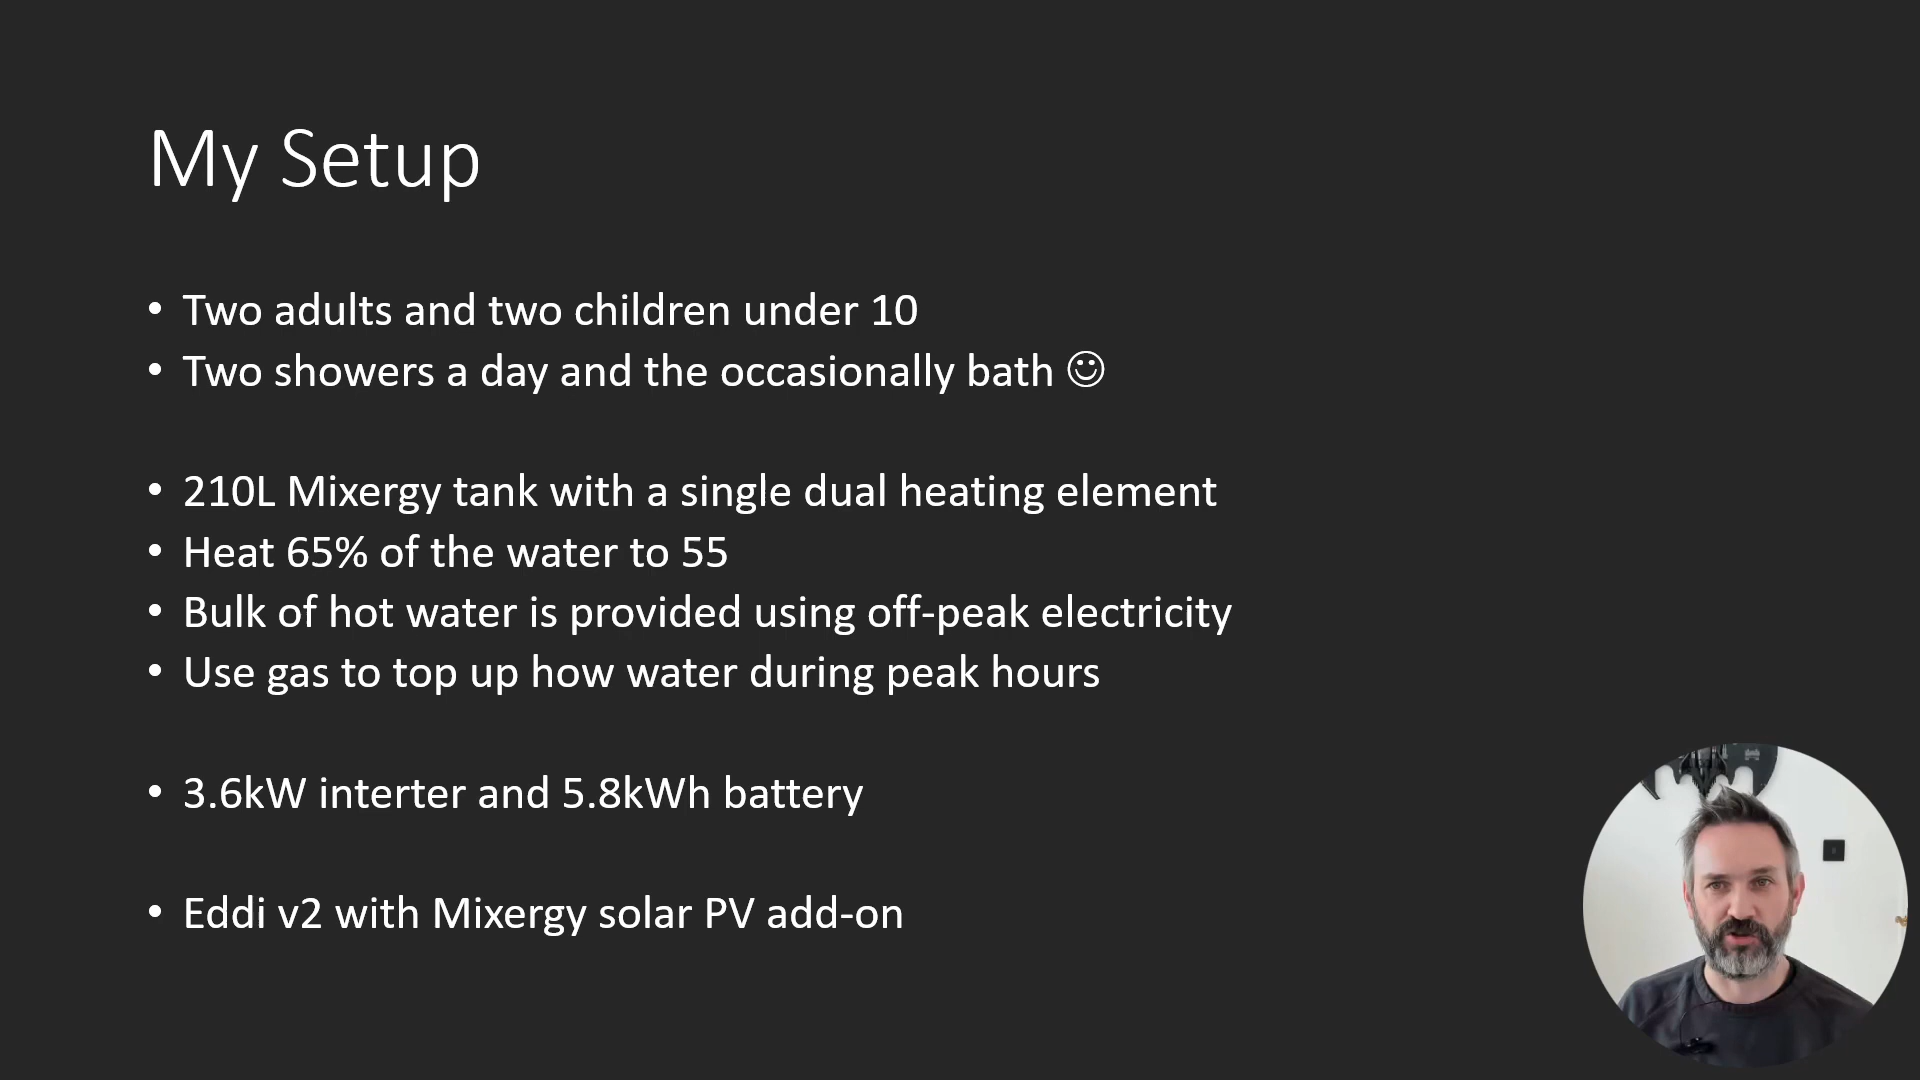 My Setup
• Two adults and two children under 10
• Two showers a day and the occasionally bath ☺
• 210L Mixergy tank with a single dual heating element
• Heat 65% of the water to 55
• Bulk of hot water is provided using off-peak electricity
• Use gas to top up how water during peak hours
• 3.6kW interter and 5.8kWh battery
• Eddi v2 with Mixergy solar PV add-on